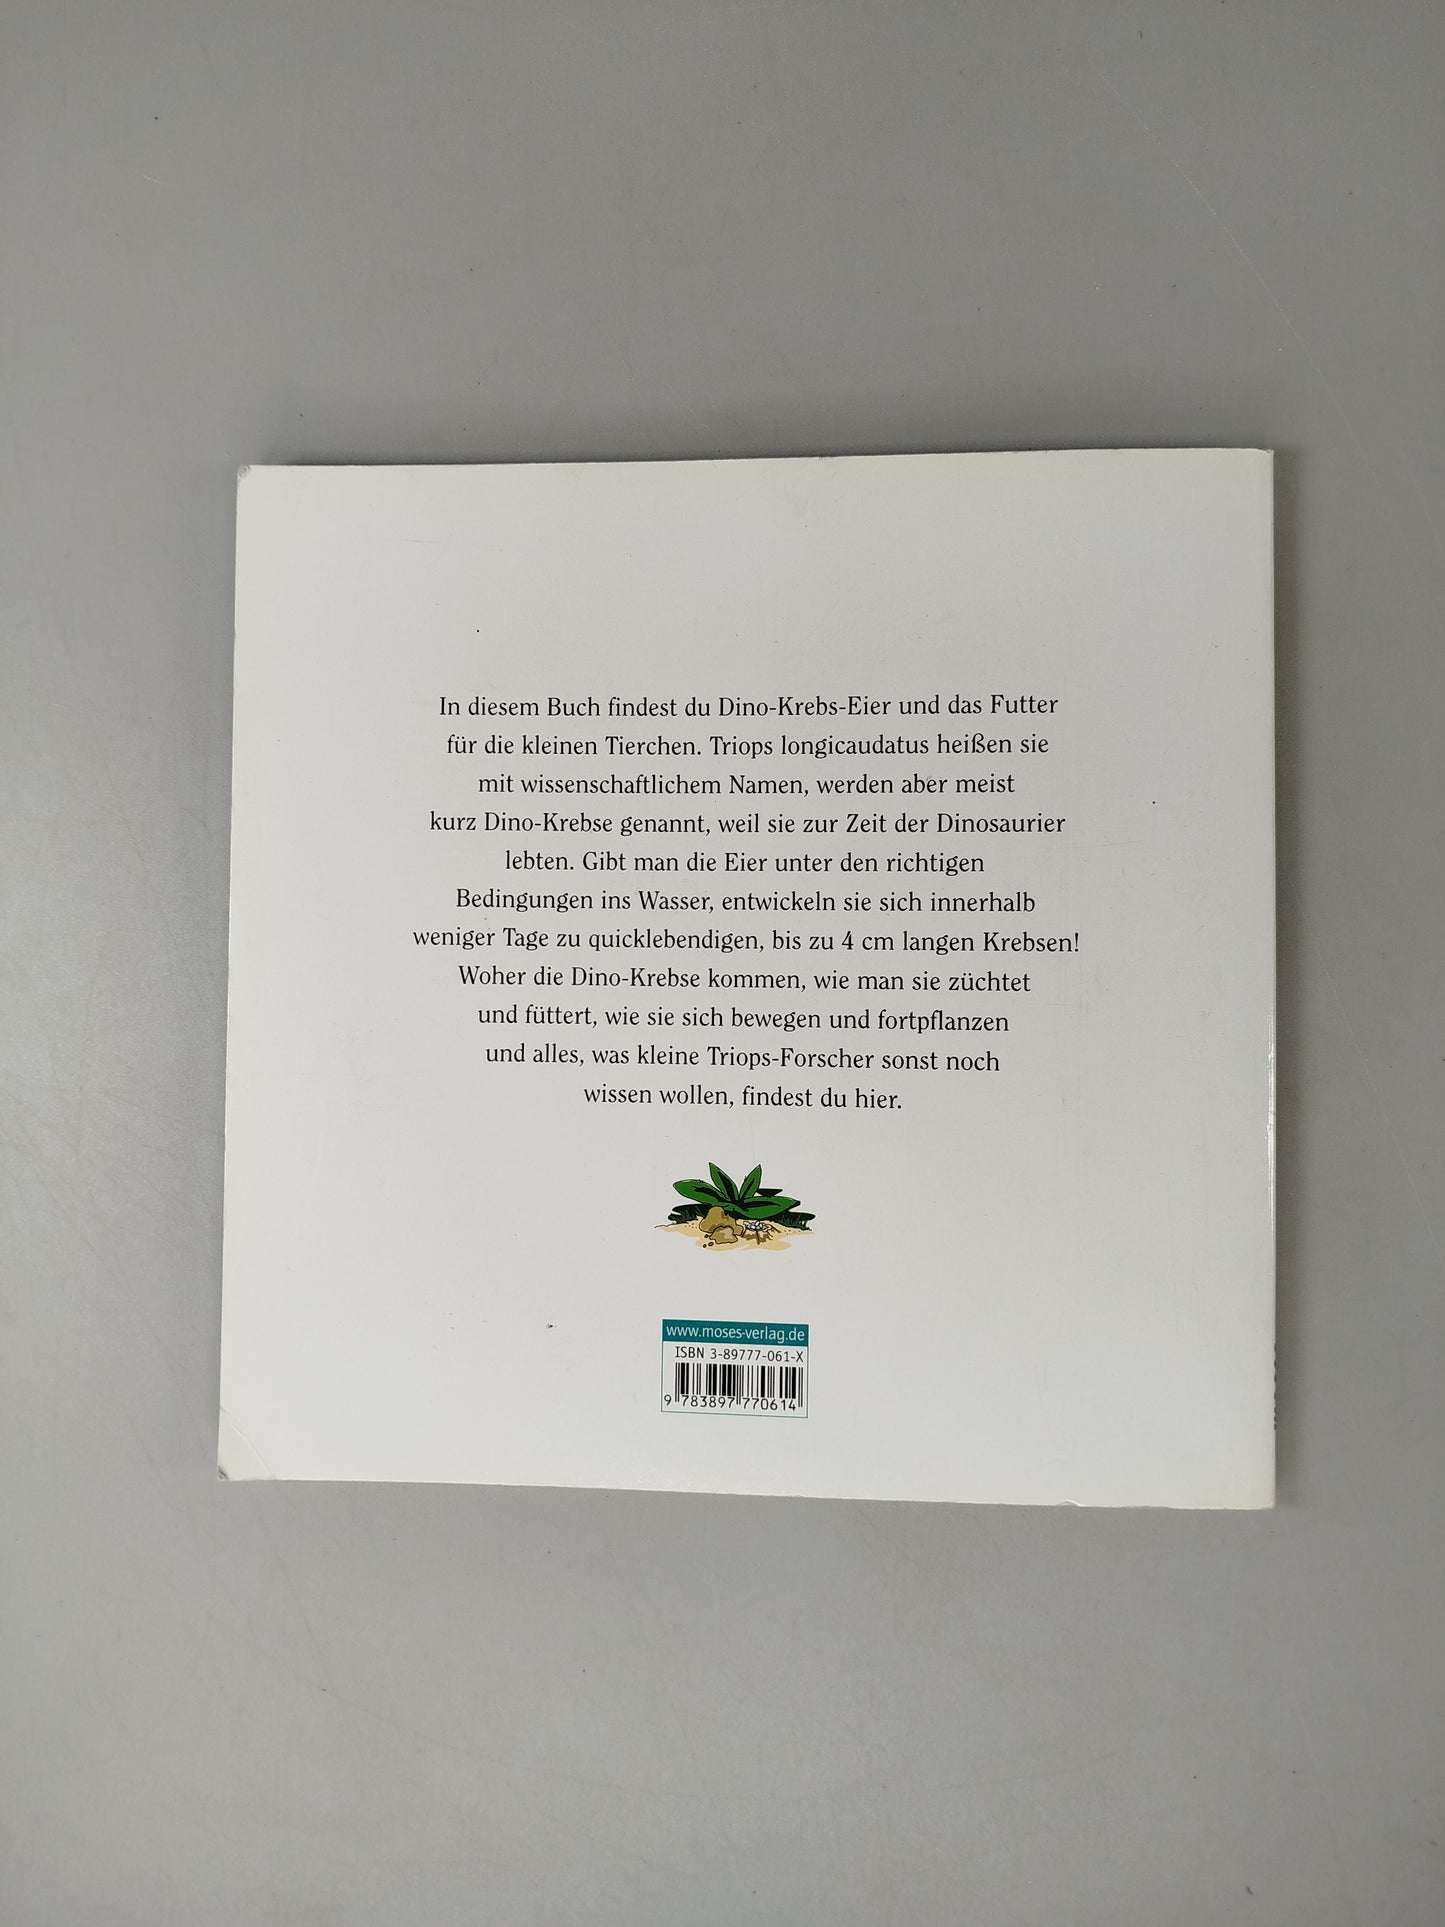 In diesem Buch findest du Dino-Krebs-Eier und das Futter
für die kleinen Tierchen. Triops longicaudatus heißen sie
mit wissenschaftlichem Namen, werden aber meist
kurz Dino-Krebse genannt, weil sie zur Zeit der Dinosaurier
lebten. Gibt man die Eier unter den richtigen
Bedingungen ins Wasser, entwickeln sie sich innerhalb
weniger Tage zu quicklebendigen, bis zu 4 cm langen Krebsen!
Woher die Dino-Krebse kommen, wie man sie züchtet
und füttert, wie sie sich bewegen und fortpflanzen
und alles, was kleine Triops-Forscher sonst noch
wissen wollen, findest du hier.
www.moses-verlag.de
ISBN 3-89777-061-X
9 783897 770614